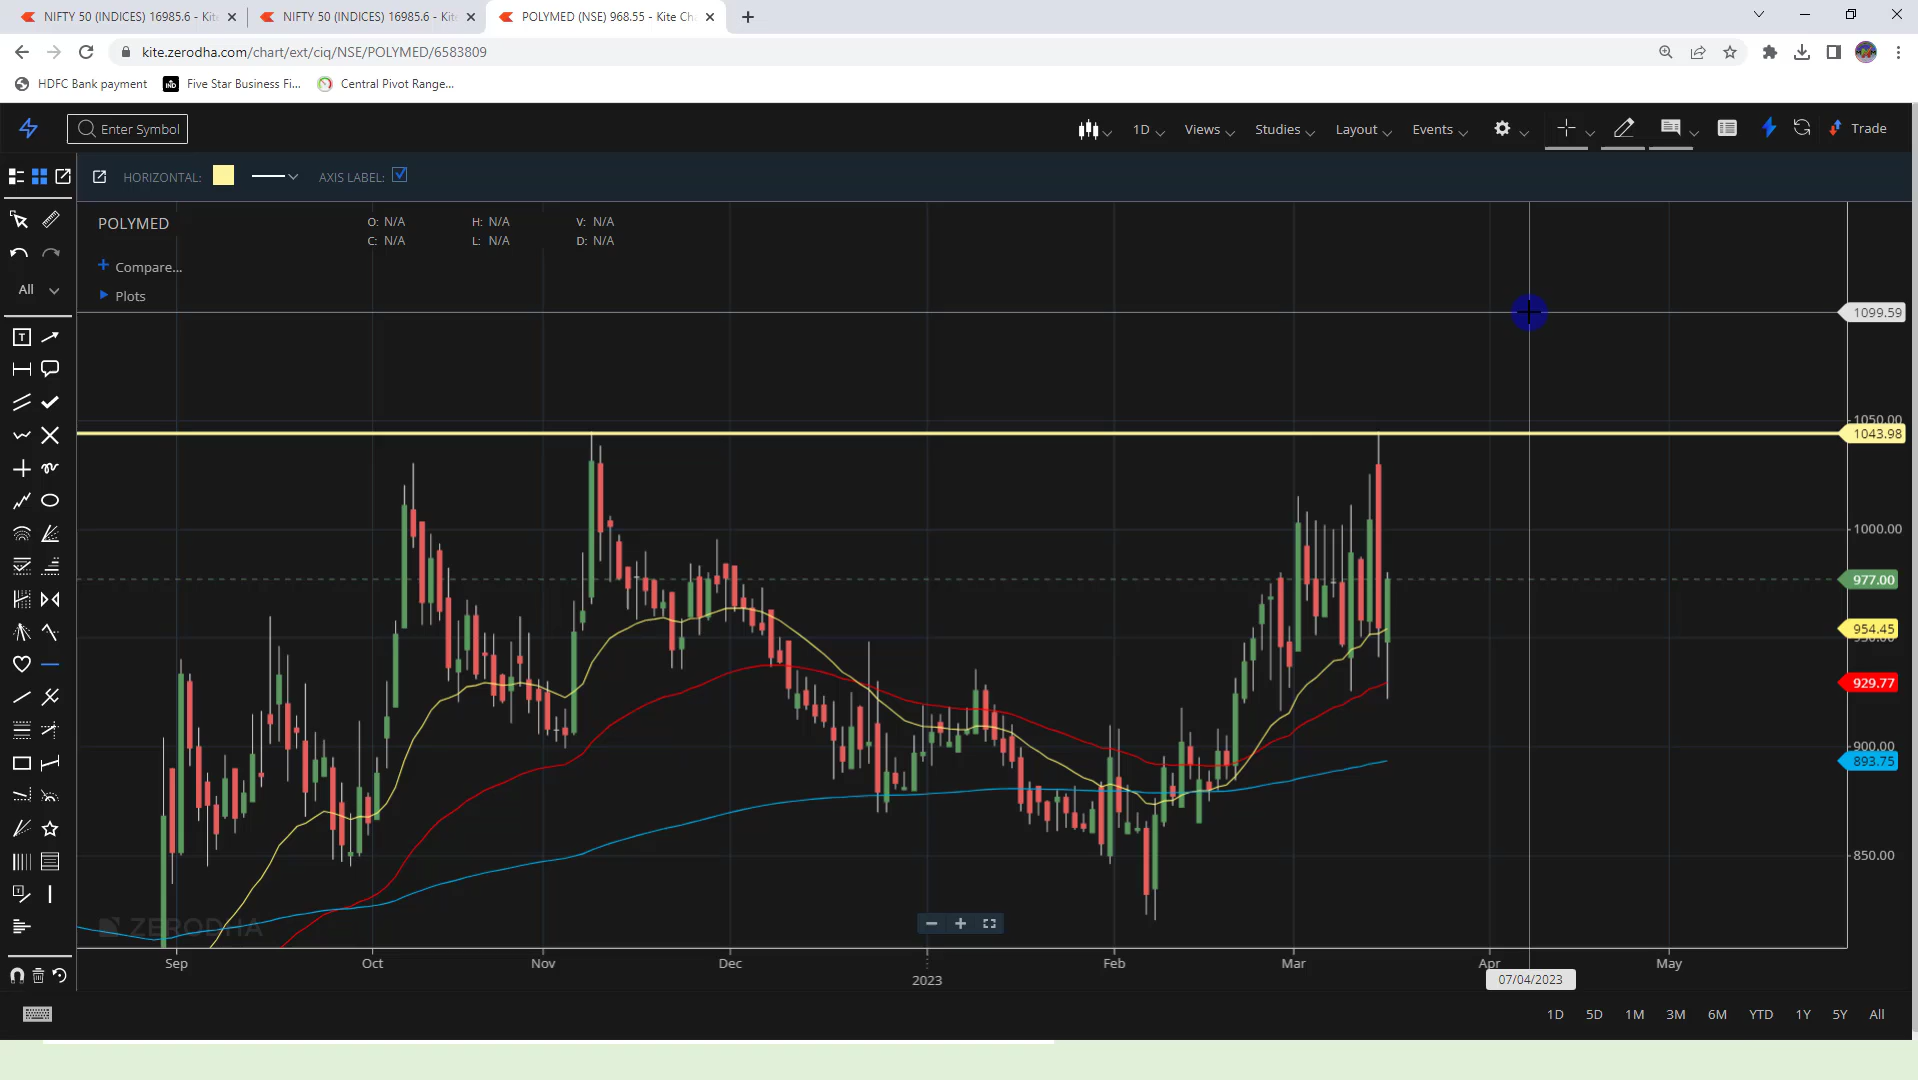 NIFTY 50 (INDICES) 16985.6 - Kit
NIFTY 50 (INDICES) 16985.6 - Kit
POLYMED (NSE) 968.55 - Kite Ch
kite.zerodha.com/chart/ext/ciq/NSE/POLYMED/6583809
HDFC Bank payment
Five Star Business Fi...
Central Pivot Range...
Enter Symbol
1D
Views
Studies
Layout
Events
Trade
HORIZONTAL:
AXIS LABEL:
POLYMED
O: N/A
H: N/A
V: N/A
C: N/A
L: N/A
D: N/A
Compare...
Plots
All
1099.59
1050.00
1043.98
1000.00
977.00
954.45
929.77
900.00
893.75
850.00
ZERODHA
Sep
Oct
Nov
Dec
2023
Feb
Mar
Apr
May
07/04/2023
1D
5D
1M
3M
6M
YTD
1Y
5Y
All